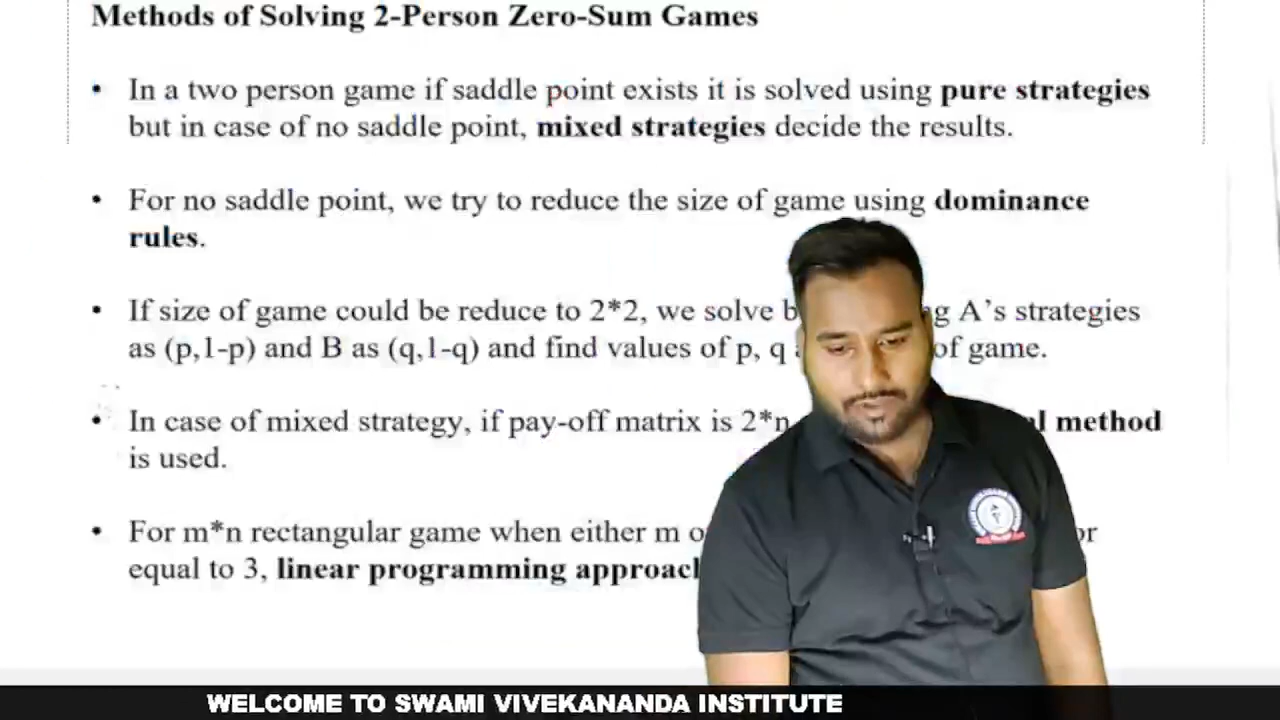 Methods of Solving 2-Person Zero-Sum Games
• In a two person game if saddle point exists it is solved using pure strategies
but in case of no saddle point, mixed strategies decide the results.
• For no saddle point, we try to reduce the size of game using dominance
rules.
• If size of game could be reduce to 2*2, we solve A's strategies
as (p,1-p) and B as (q,1-q) and find values of p, q of game.
• In case of mixed strategy, if pay-off matrix is 2*n method
is used.
• For m*n rectangular game when either m
equal to 3, linear programming
WELCOME TO SWAMI VIVEKANANDA INSTITUTE